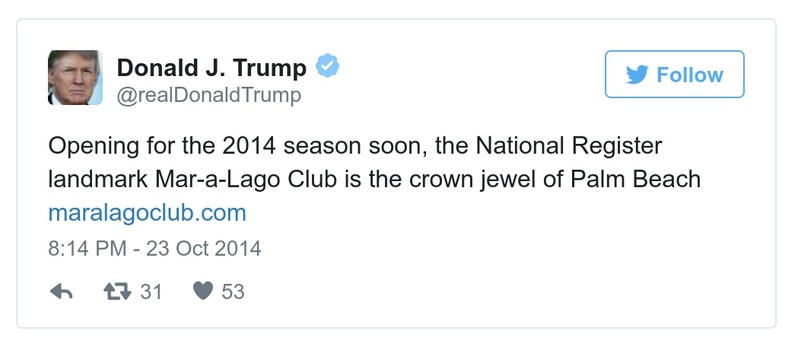 Donald J. Trump
@realDonaldTrump
Follow
Opening for the 2014 season soon, the National Register
landmark Mar-a-Lago Club is the crown jewel of Palm Beach
maralagoclub.com
8:14 PM - 23 Oct 2014
31 53